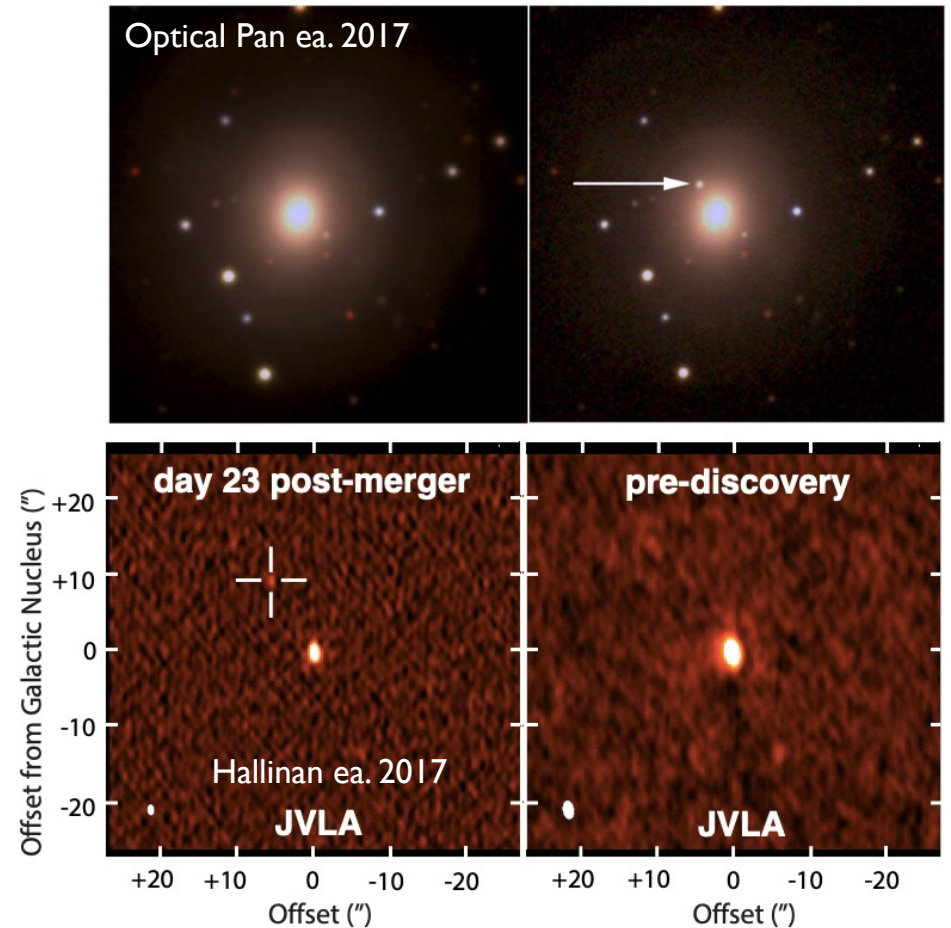 Optical Pan ea. 2017
day 23 post-merger
pre-discovery
Offset from Galactic Nucleus (″)
+20
+10
0
-10
-20
Hallinan ea. 2017
JVLA
JVLA
+20 +10 0 -10 -20
+20 +10 0 -10 -20
Offset (″)
Offset (″)